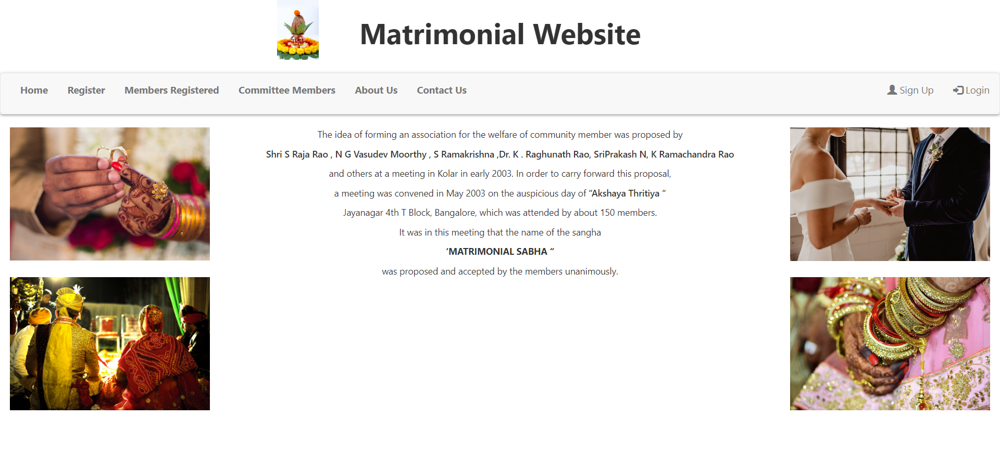 Matrimonial Website
Home Register Members Registered Committee Members About Us Contact Us Sign Up Login
The idea of forming an association for the welfare of community member was proposed by
Shri S Raja Rao , N G Vasudev Moorthy , S Ramakrishna ,Dr. K . Raghunath Rao, SriPrakash N, K Ramachandra Rao
and others at a meeting in Kolar in early 2003. In order to carry forward this proposal,
a meeting was convened in May 2003 on the auspicious day of “Akshaya Thritiya “
Jayanagar 4th T Block, Bangalore, which was attended by about 150 members.
It was in this meeting that the name of the sangha
‘MATRIMONIAL SABHA “
was proposed and accepted by the members unanimously.